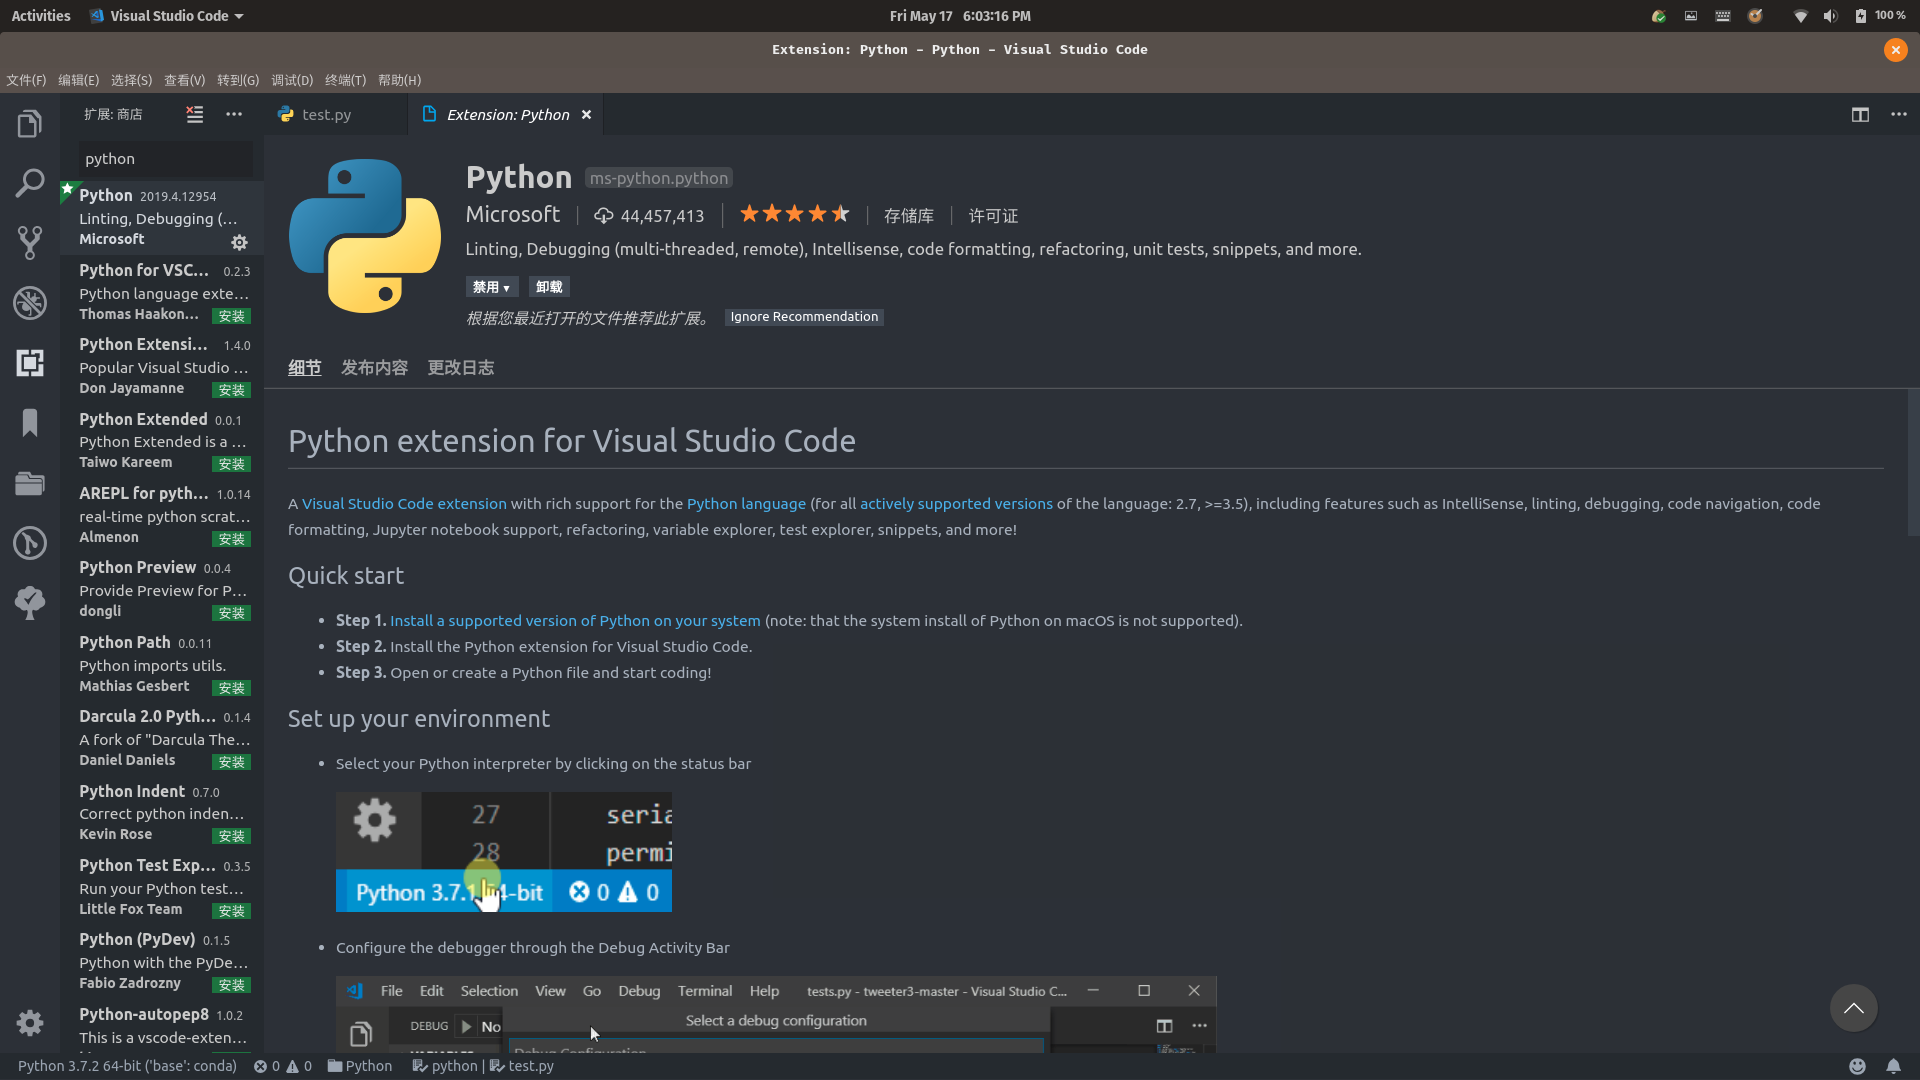 Activities
Visual Studio Code
Fri May 17 6:03:16 PM
100 %
Extension: Python - Python - Visual Studio Code
文件(F) 编辑(E) 选择(S) 查看(V) 转到(G) 调试(D) 终端(T) 帮助(H)
扩展: 商店
test.py
Extension: Python
python
Python 2019.4.12954
Linting, Debugging (...
Microsoft
Python for VSC... 0.2.3
Python language exte...
Thomas Haakon... 安装
Python Extensi... 1.4.0
Popular Visual Studio ...
Don Jayamanne 安装
Python Extended 0.0.1
Python Extended is a ...
Taiwo Kareem 安装
AREPL for pyth... 1.0.14
real-time python scrat...
Almenon 安装
Python Preview 0.0.4
Provide Preview for P...
dongli 安装
Python Path 0.0.11
Python imports utils.
Mathias Gesbert 安装
Darcula 2.0 Pyth... 0.1.4
A fork of "Darcula The...
Daniel Daniels 安装
Python Indent 0.7.0
Correct python inden...
Kevin Rose 安装
Python Test Exp... 0.3.5
Run your Python test...
Little Fox Team 安装
Python (PyDev) 0.1.5
Python with the PyDe...
Fabio Zadrozny 安装
Python-autopep8 1.0.2
This is a vscode-exten...
Python ms-python.python
Microsoft 44,457,413 存储库 许可证
Linting, Debugging (multi-threaded, remote), Intellisense, code formatting, refactoring, unit tests, snippets, and more.
禁用 卸载
根据您最近打开的文件推荐此扩展。 Ignore Recommendation
细节 发布内容 更改日志
Python extension for Visual Studio Code
A Visual Studio Code extension with rich support for the Python language (for all actively supported versions of the language: 2.7, >=3.5), including features such as IntelliSense, linting, debugging, code navigation, code
formatting, Jupyter notebook support, refactoring, variable explorer, test explorer, snippets, and more!
Quick start
• Step 1. Install a supported version of Python on your system (note: that the system install of Python on macOS is not supported).
• Step 2. Install the Python extension for Visual Studio Code.
• Step 3. Open or create a Python file and start coding!
Set up your environment
• Select your Python interpreter by clicking on the status bar
27 seria
28 permi
Python 3.7.1 64-bit 0 0
• Configure the debugger through the Debug Activity Bar
File Edit Selection View Go Debug Terminal Help tests.py - tweeter3-master - Visual Studio C...
DEBUG No Select a debug configuration
Debug Configuration
Python 3.7.2 64-bit ('base': conda) 0 0 Python python | test.py